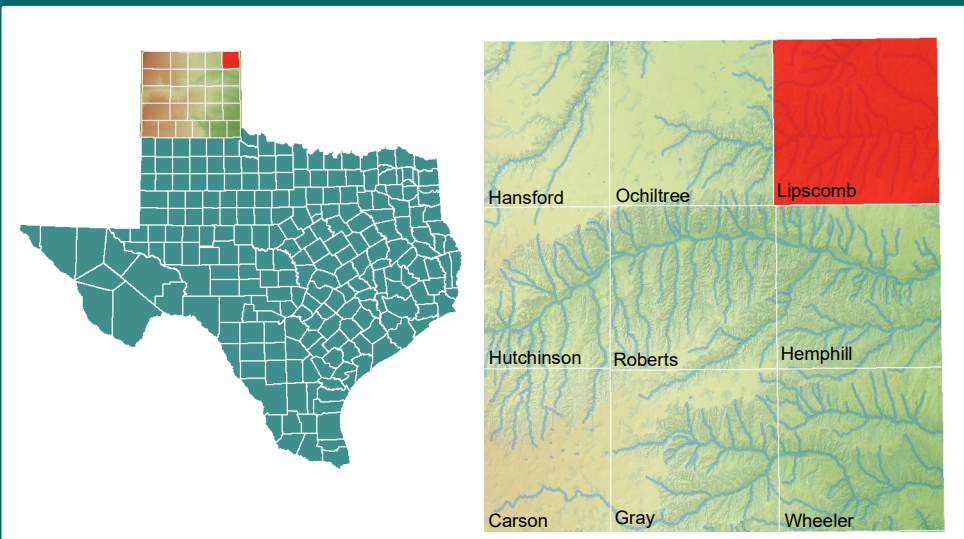 Hansford
Ochiltree
Lipscomb
Hutchinson
Roberts
Hemphill
Carson
Gray
Wheeler